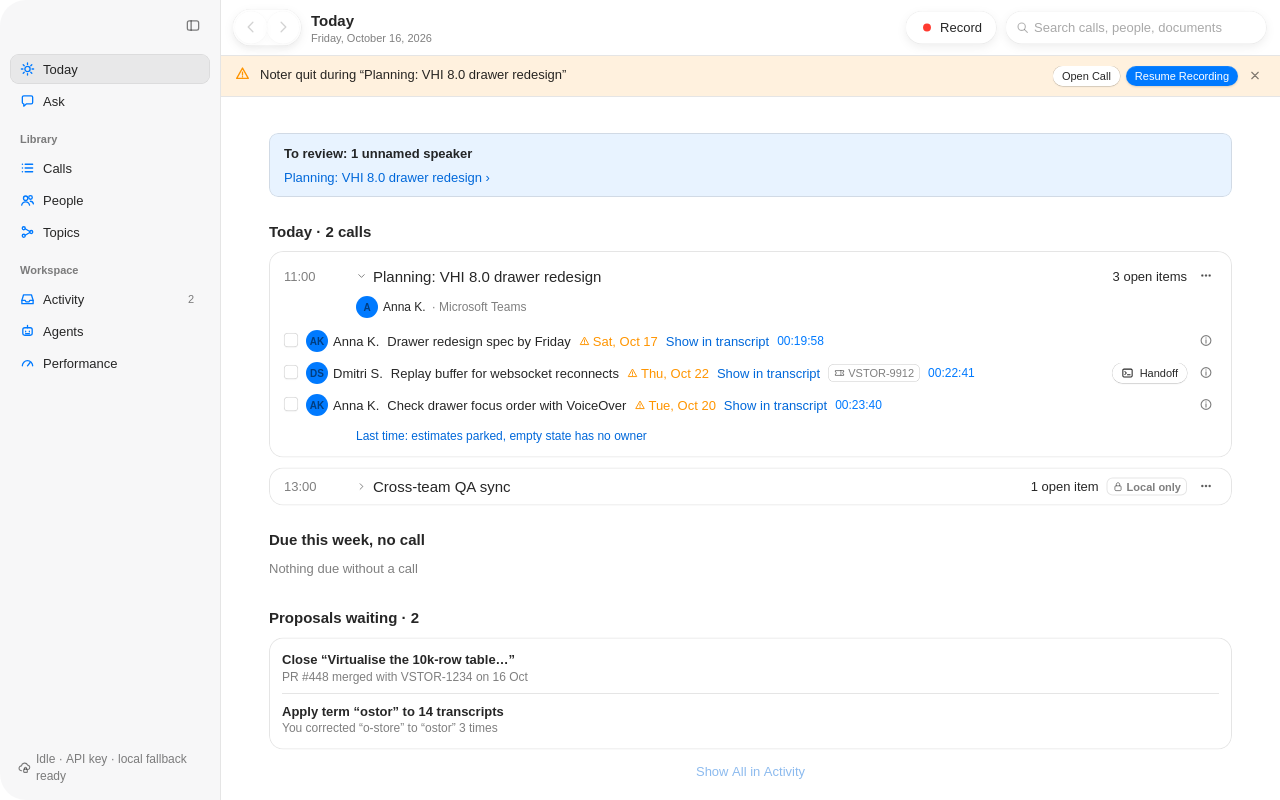 Today
Friday, October 16, 2026
Record
Search calls, people, documents
Today
Ask
Library
Calls
People
Topics
Workspace
Activity 2
Agents
Performance
Idle · API key · local fallback
ready
Noter quit during “Planning: VHI 8.0 drawer redesign”
Open Call
Resume Recording
To review: 1 unnamed speaker
Planning: VHI 8.0 drawer redesign ›
Today · 2 calls
11:00 Planning: VHI 8.0 drawer redesign 3 open items
A Anna K. · Microsoft Teams
AK Anna K. Drawer redesign spec by Friday Sat, Oct 17 Show in transcript 00:19:58
DS Dmitri S. Replay buffer for websocket reconnects Thu, Oct 22 Show in transcript VSTOR-9912 00:22:41 Handoff
AK Anna K. Check drawer focus order with VoiceOver Tue, Oct 20 Show in transcript 00:23:40
Last time: estimates parked, empty state has no owner
13:00 Cross-team QA sync 1 open item Local only
Due this week, no call
Nothing due without a call
Proposals waiting · 2
Close “Virtualise the 10k-row table…”
PR #448 merged with VSTOR-1234 on 16 Oct
Apply term “ostor” to 14 transcripts
You corrected “o-store” to “ostor” 3 times
Show All in Activity